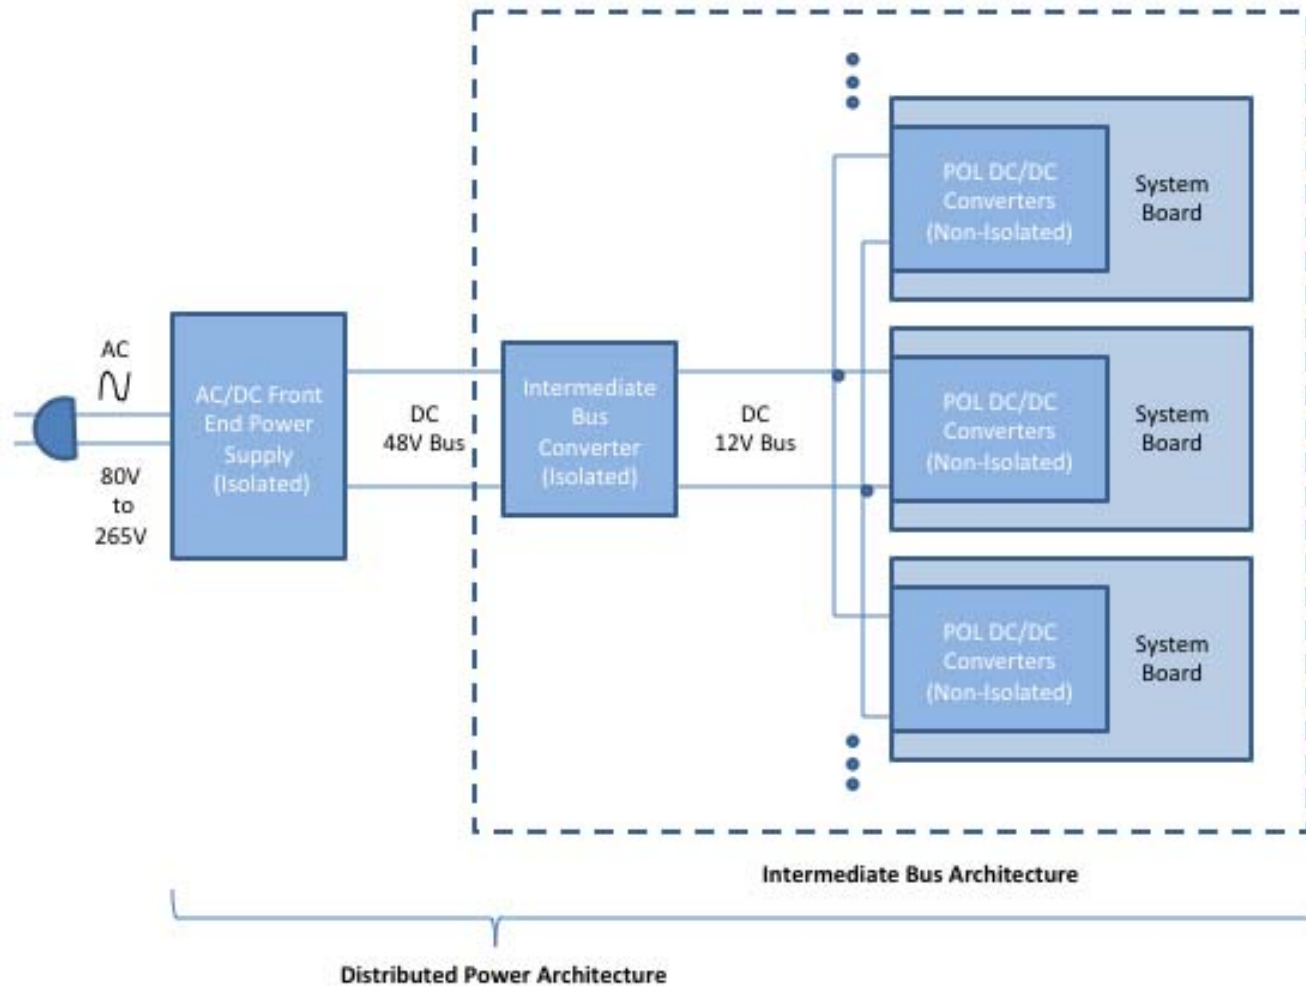 AC
80V
to
265V
AC/DC Front
End Power
Supply
(Isolated)
DC
48V Bus
Intermediate
Bus
Converter
(Isolated)
DC
12V Bus
POL DC/DC
Converters
(Non-Isolated)
System
Board
POL DC/DC
Converters
(Non-Isolated)
System
Board
POL DC/DC
Converters
(Non-Isolated)
System
Board
Intermediate Bus Architecture
Distributed Power Architecture